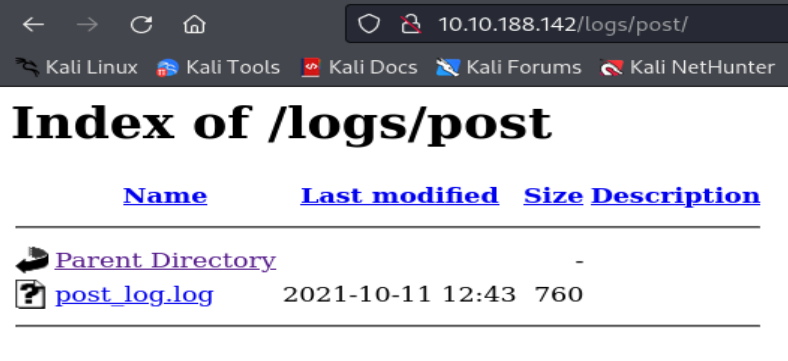 10.10.188.142/logs/post/
Kali Linux Kali Tools Kali Docs Kali Forums Kali NetHunter
Index of /logs/post
Name Last modified Size Description
Parent Directory -
post_log.log 2021-10-11 12:43 760